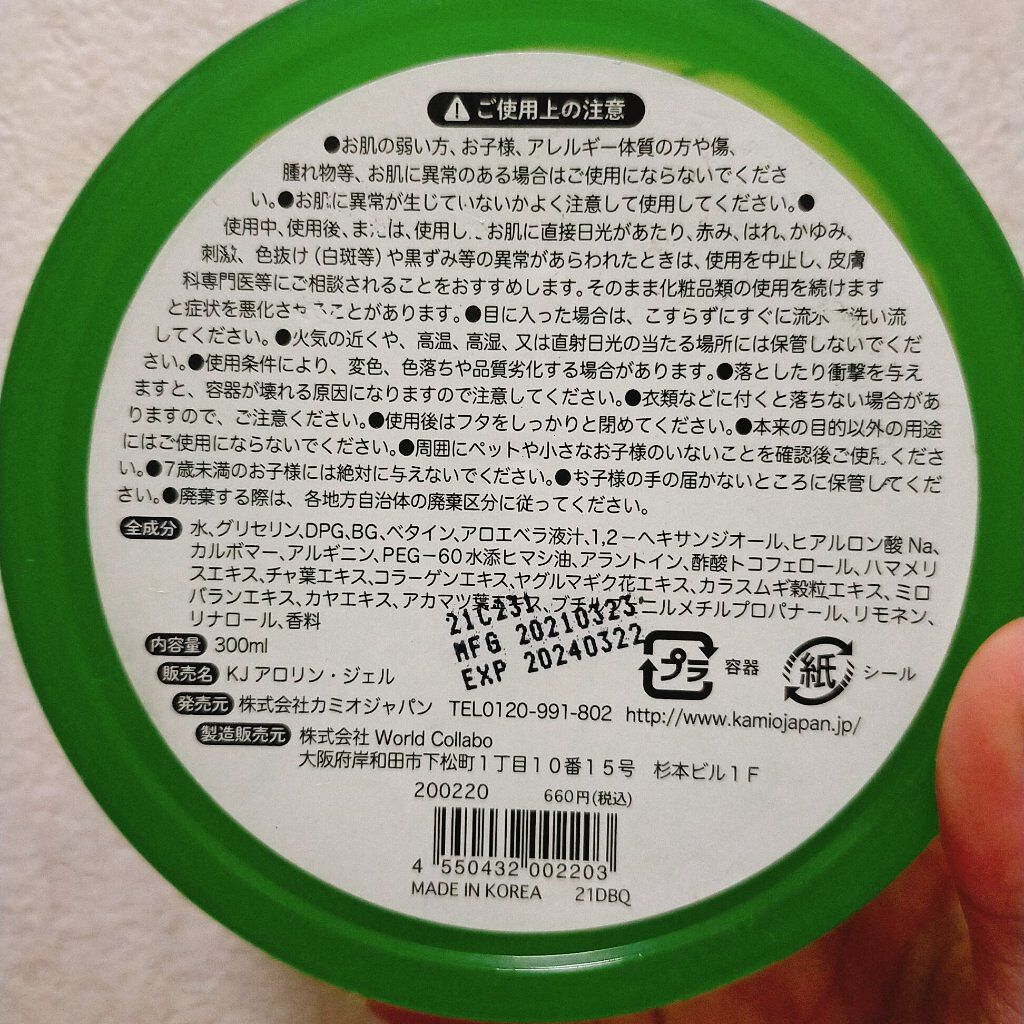 ご使用上の注意
●お肌の弱い方、お子様、アレルギー体質の方や傷、
腫れ物等、お肌に異常のある場合はご使用にならないでくださ
い。●お肌に異常が生じていないかよく注意して使用してください。●
使用中、使用後、または、使用し お肌に直接日光があたり、赤み、はれ、かゆみ、
刺激、色抜け(白斑等)や黒ずみ等の異常があらわれたときは、使用を中止し、皮膚
科専門医等にご相談されることをおすすめします。そのまま化粧品類の使用を続けます
と症状を悪化させることがあります。●目に入った場合は、こすらずにすぐに流水で洗い流
してください。●火気の近くや、高温、高湿、又は直射日光の当たる場所には保管しないでくだ
さい。●使用条件により、変色、色落ちや品質劣化する場合があります。●落としたり衝撃を与え
ますと、容器が壊れる原因になりますので注意してください。●衣類などに付くと落ちない場合があ
りますので、ご注意ください。●使用後はフタをしっかりと閉めてください。●本来の目的以外の用途
にはご使用にならないでください。●周囲にペットや小さなお子様のいないことを確認後ご使用くださ
い。●7歳未満のお子様には絶対に与えないでください。●お子様の手の届かないところに保管してくだ
さい。●廃棄する際は、各地方自治体の廃棄区分に従ってください。
全成分 水、グリセリン、DPG、BG、ベタイン、アロエベラ液汁、1,2-ヘキサンジオール、ヒアルロン酸Na、
カルボマー、アルギニン、PEG-60水添ヒマシ油、アラントイン、酢酸トコフェロール、ハマメリ
スエキス、チャ葉エキス、コラーゲンエキス、ヤグルマギク花エキス、カラスムギ穀粒エキス、ミロ
バランエキス、カヤエキス、アカマツ葉エキス、ブチル ニルメチルプロパナール、リモネン、
リナロール、香料
21C231
MFG 20210323
EXP 20240322
内容量 300ml
プラ 容器 紙 シール
販売名 KJ アロリン・ジェル
発売元 株式会社カミオジャパン TEL0120-991-802 http://www.kamiojapan.jp/
製造販売元 株式会社 World Collabo
大阪府岸和田市下松町1丁目10番15号 杉本ビル1F
200220 660円(税込)
4 550432 002203
MADE IN KOREA 21DBQ